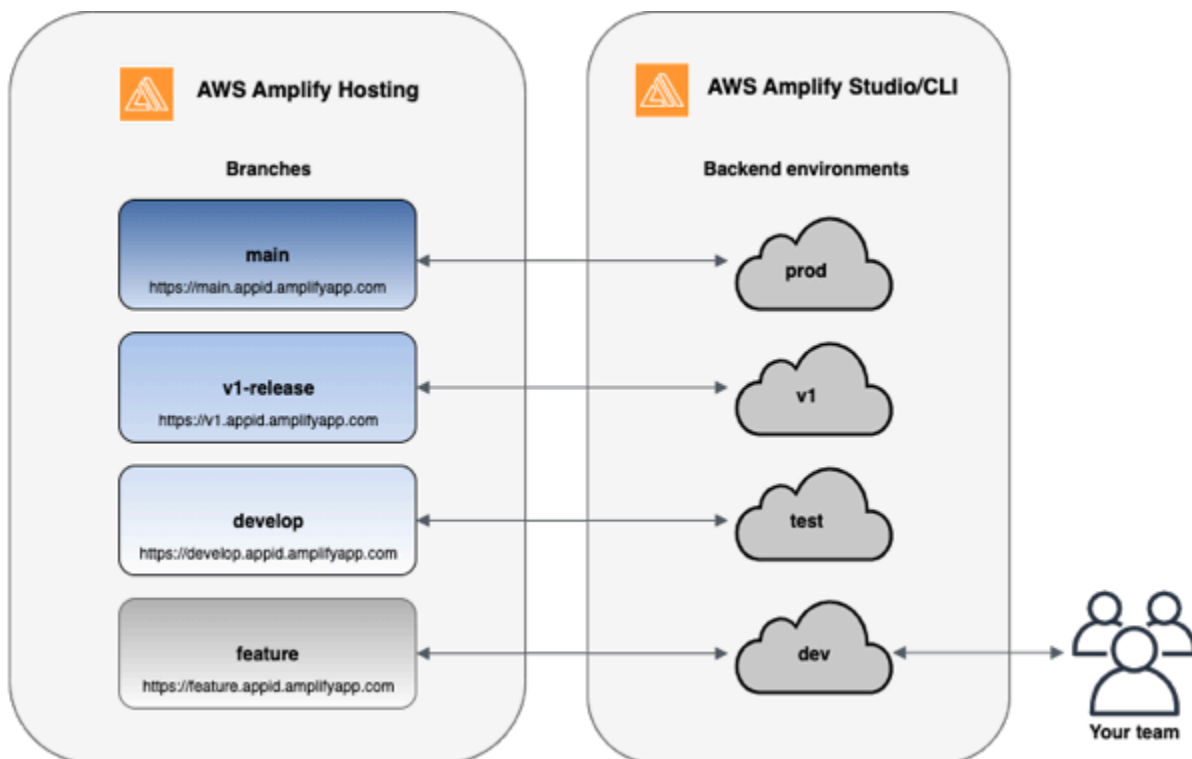 AWS Amplify Hosting
Branches
main
https://main.appid.amplifyapp.com
v1-release
https://v1.appid.amplifyapp.com
develop
https://develop.appid.amplifyapp.com
feature
https://feature.appid.amplifyapp.com
AWS Amplify Studio/CLI
Backend environments
prod
v1
test
dev
Your team